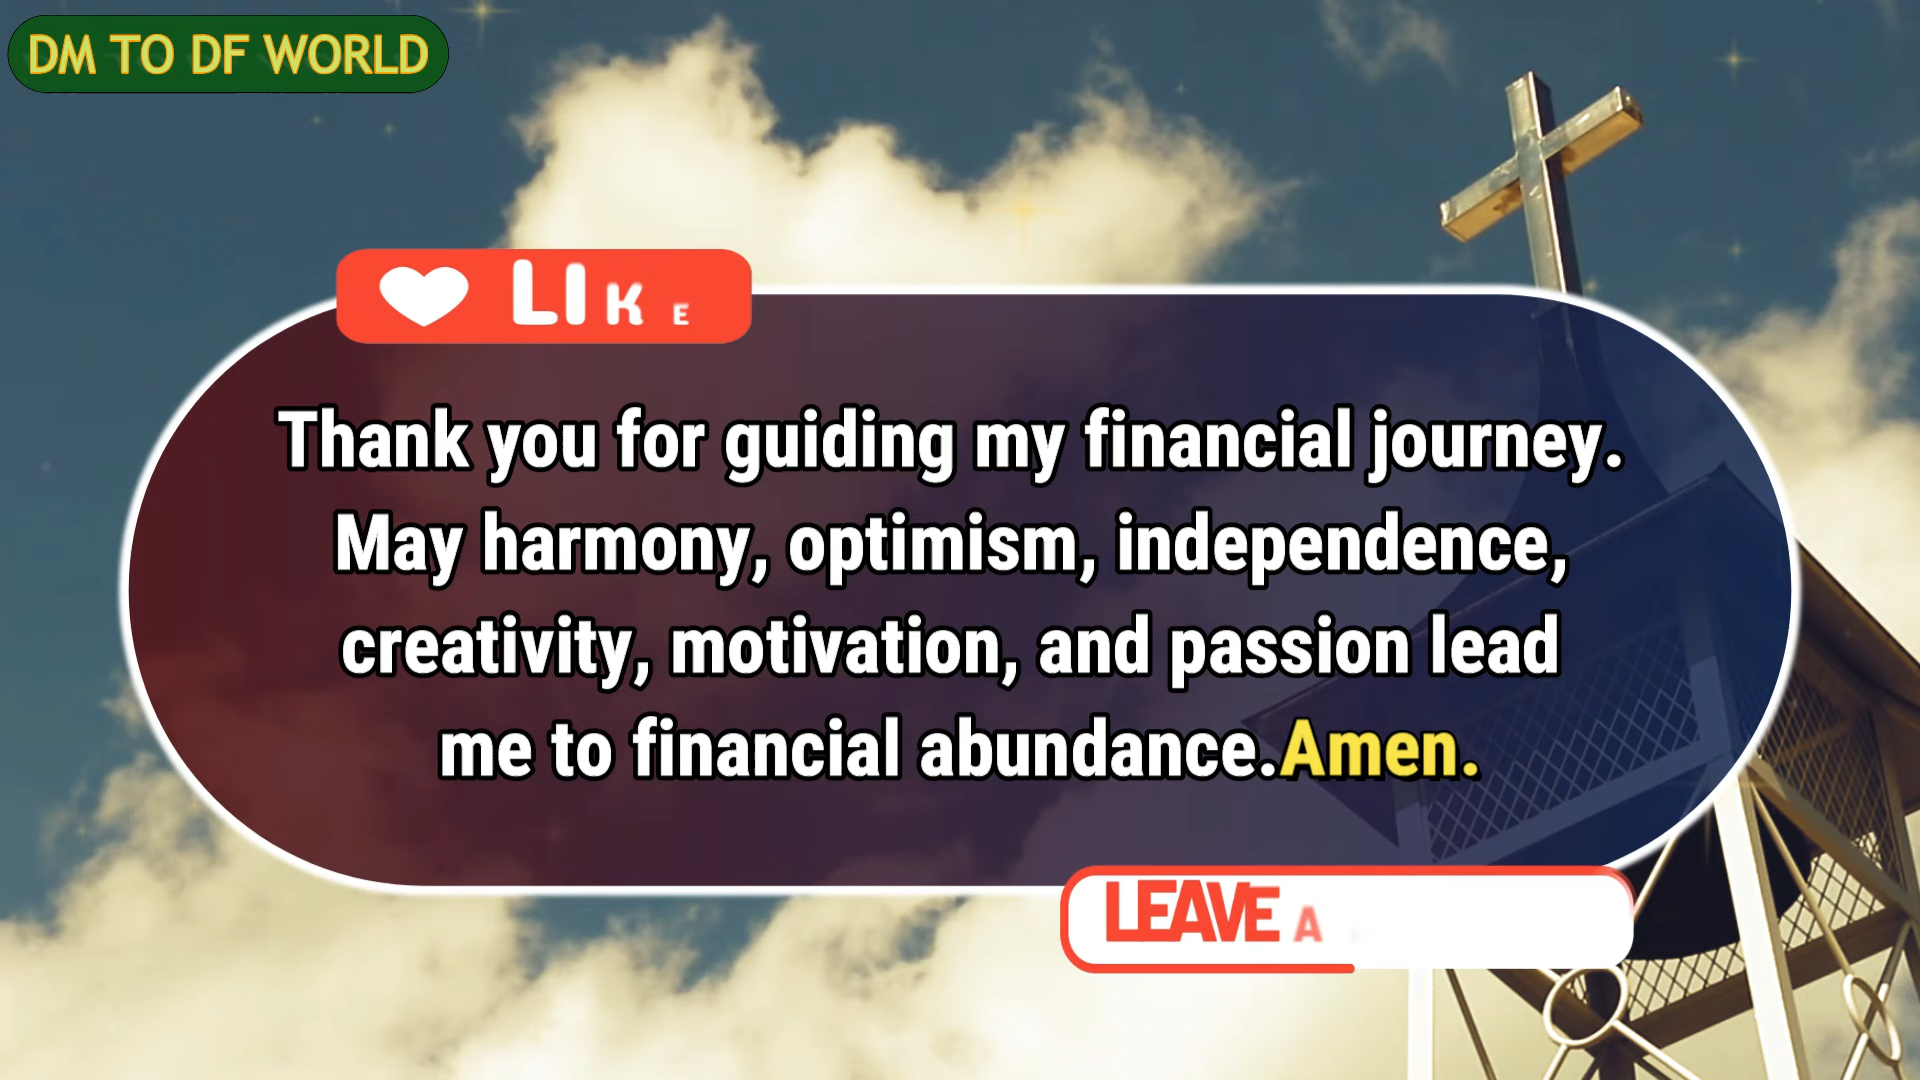 DM TO DF WORLD
LIKE
Thank you for guiding my financial journey.
May harmony, optimism, independence,
creativity, motivation, and passion lead
me to financial abundance.Amen.
LEAVE A